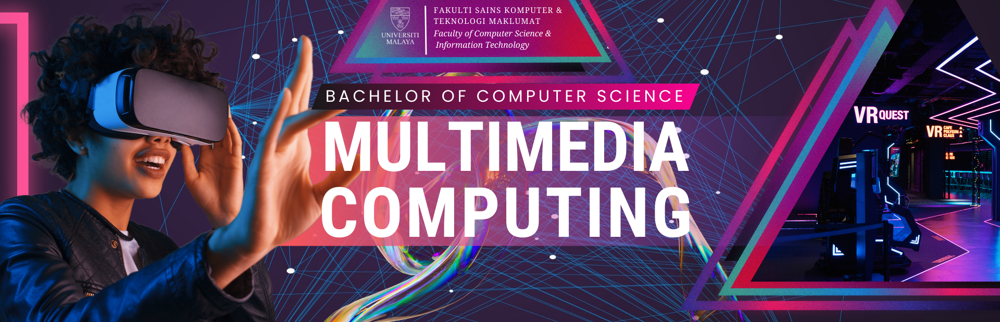 UNIVERSITI
MALAYA
FAKULTI SAINS KOMPUTER &
TEKNOLOGI MAKLUMAT
Faculty of Computer Science &
Information Technology
BACHELOR OF COMPUTER SCIENCE
MULTIMEDIA
COMPUTING
VR QUEST
VR CAFE
POLYGON
CLASS